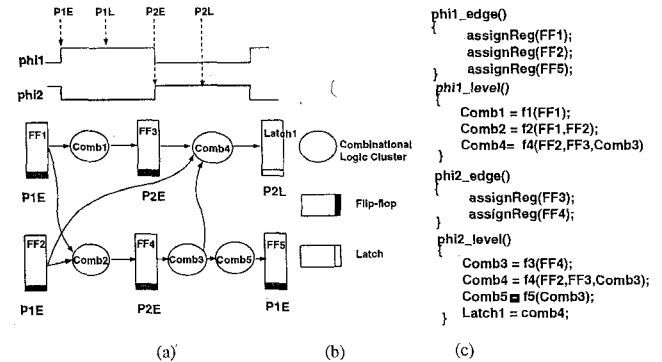 P1E P1L P2E P2L
phi1
phi2
FF1
Comb1
FF3
Comb4
Latch1
P1E
P2E
P2L
FF2
Comb2
FF4
Comb3
Comb5
FF5
P1E
P2E
P1E
(a)
Combinational
Logic Cluster
Flip-flop
Latch
(b)
phi1_edge()
{
assignReg(FF1);
assignReg(FF2);
assignReg(FF5);
}
phi1_level()
{
Comb1 = f1(FF1);
Comb2 = f2(FF1,FF2);
Comb4= f4(FF2,FF3,Comb3)
}
phi2_edge()
{
assignReg(FF3);
assignReg(FF4);
}
phi2_level()
{
Comb3 = f3(FF4);
Comb4 = f4(FF2,FF3,Comb3);
Comb5 = f5(Comb3);
Latch1 = comb4;
}
(c)